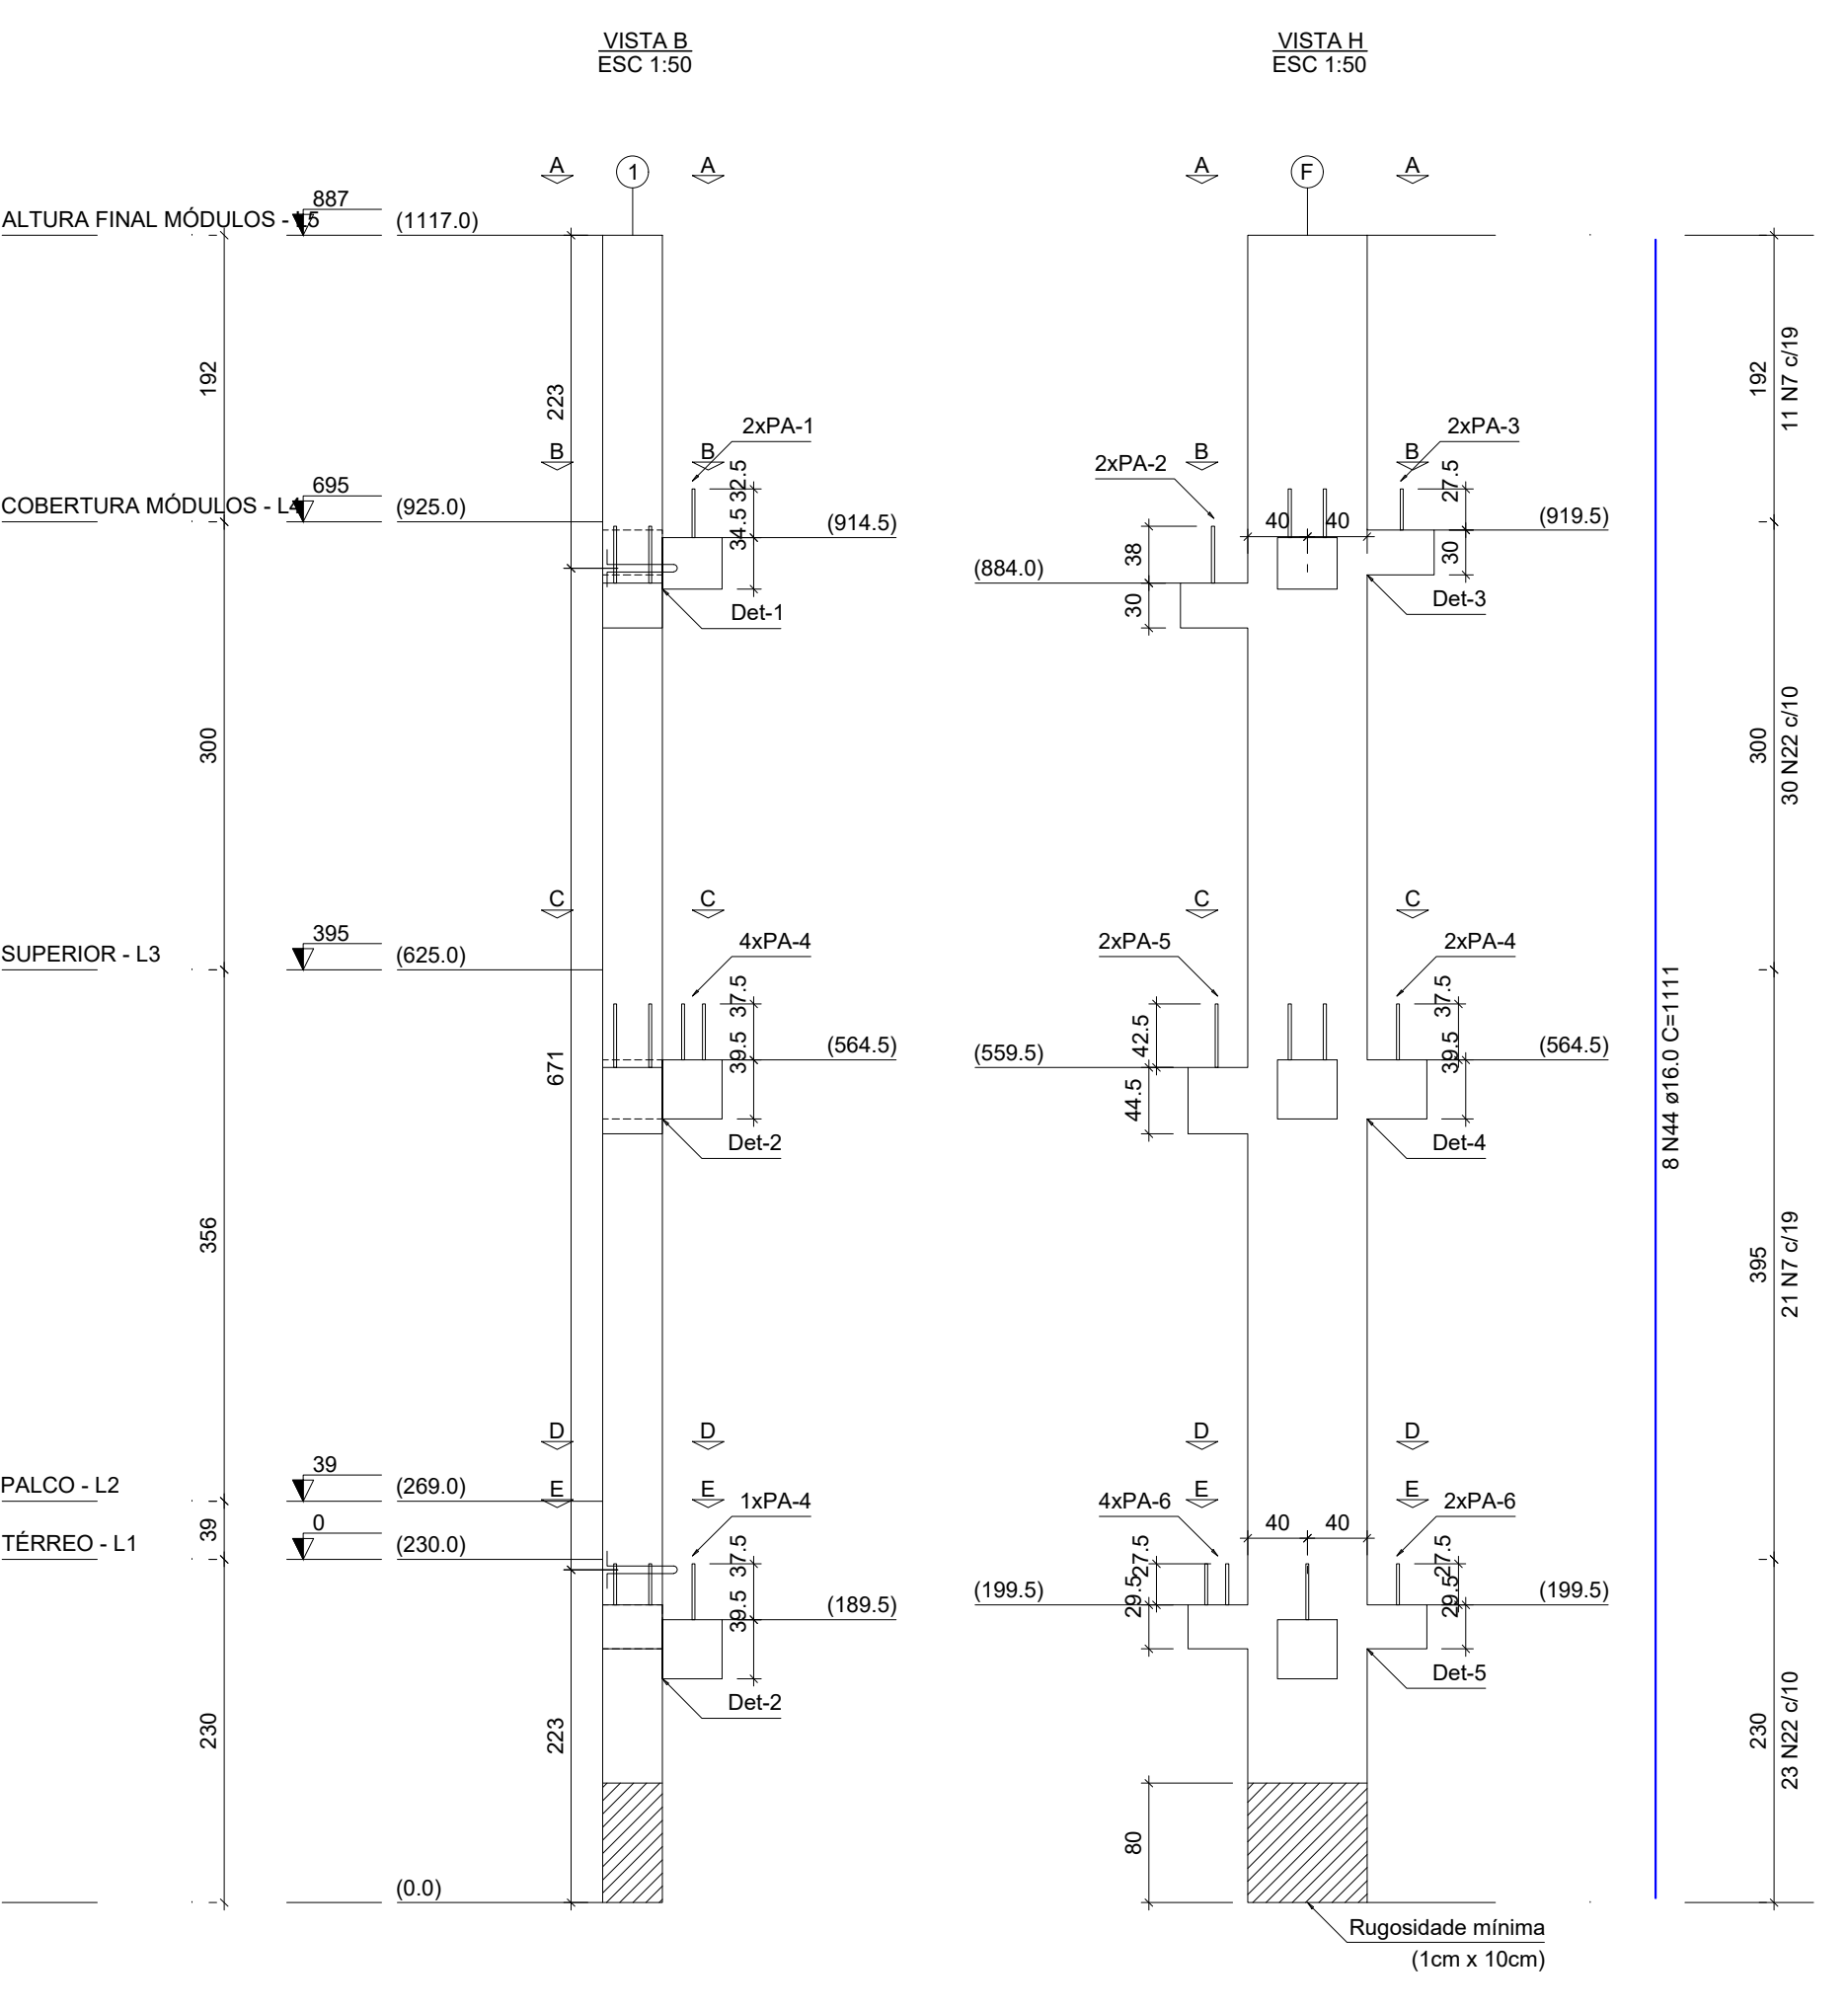 VISTA B
ESC 1:50
VISTA H
ESC 1:50
A
1
A
A
F
A
887
ALTURA FINAL MÓDULOS - L5
(1117.0)
192
223
192
11 N7 c/19
2xPA-1
2xPA-3
B
B
2xPA-2
B
B
695
COBERTURA MÓDULOS - L4
(925.0)
32.5
34.5
(914.5)
Det-1
38
30
(884.0)
40
40
27.5
30
(919.5)
Det-3
300
300
30 N22 c/10
C
C
C
C
395
SUPERIOR - L3
(625.0)
4xPA-4
2xPA-5
2xPA-4
37.5
39.5
(564.5)
Det-2
42.5
44.5
(559.5)
37.5
39.5
(564.5)
Det-4
671
8 N44 ø16.0 C=1111
356
395
21 N7 c/19
D
D
D
D
39
PALCO - L2
(269.0)
E
E
E
E
1xPA-4
4xPA-6
2xPA-6
39
0
TÉRREO - L1
(230.0)
37.5
39.5
(189.5)
Det-2
40
40
27.5
29.5
(199.5)
27.5
29.5
(199.5)
Det-5
230
223
230
23 N22 c/10
80
(0.0)
Rugosidade mínima
(1cm x 10cm)